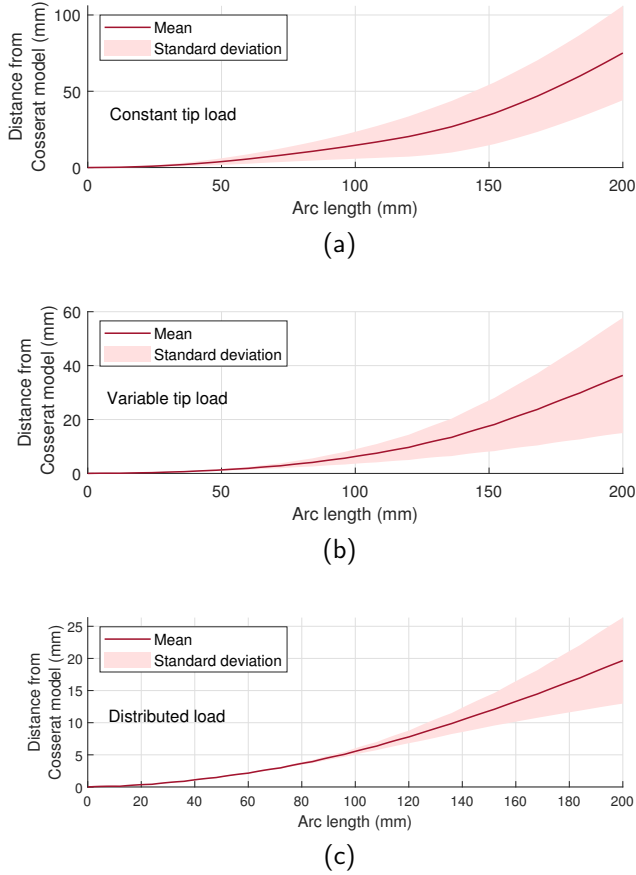 Distance from
Cosserat model (mm)
100
50
0
Mean
Standard deviation
Constant tip load
0 50 100 150 200
Arc length (mm)
(a)
Distance from
Cosserat model (mm)
60
40
20
0
Mean
Standard deviation
Variable tip load
0 50 100 150 200
Arc length (mm)
(b)
Distance from
Cosserat model (mm)
25
20
15
10
5
0
Mean
Standard deviation
Distributed load
0 20 40 60 80 100 120 140 160 180 200
Arc length (mm)
(c)